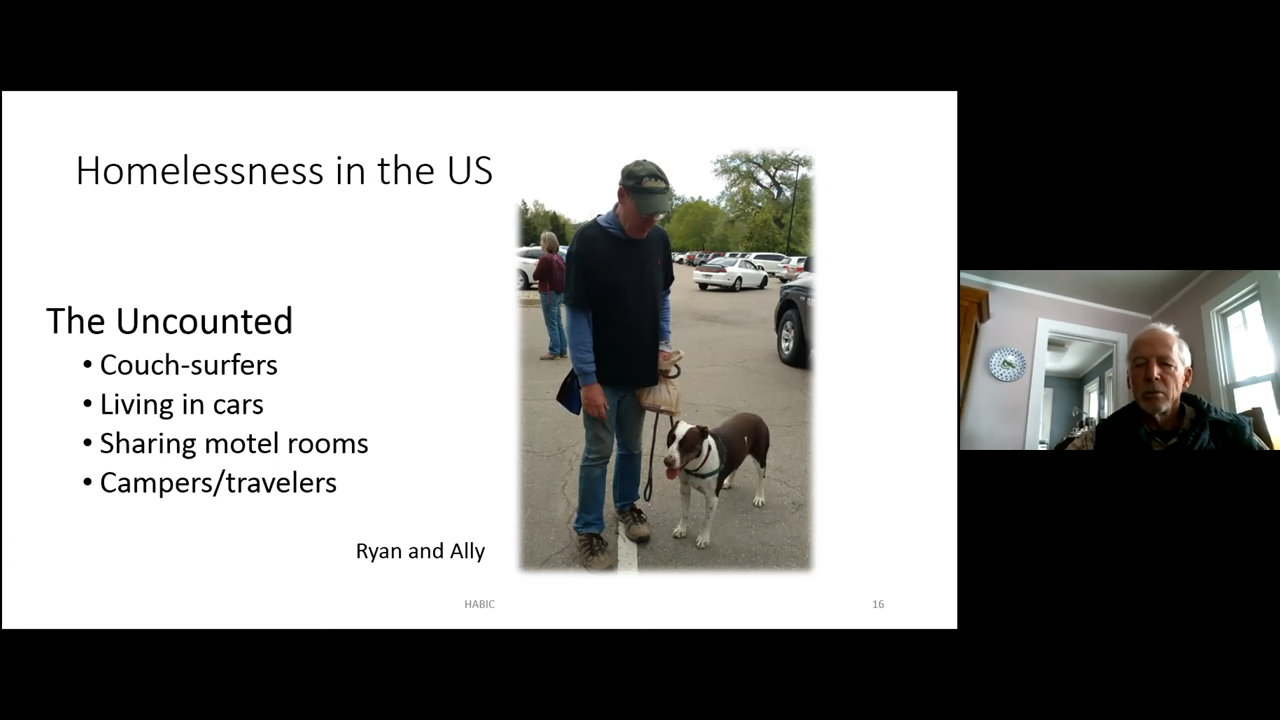 Homelessness in the US
The Uncounted
• Couch-surfers
• Living in cars
• Sharing motel rooms
• Campers/travelers
Ryan and Ally
HABIC
16